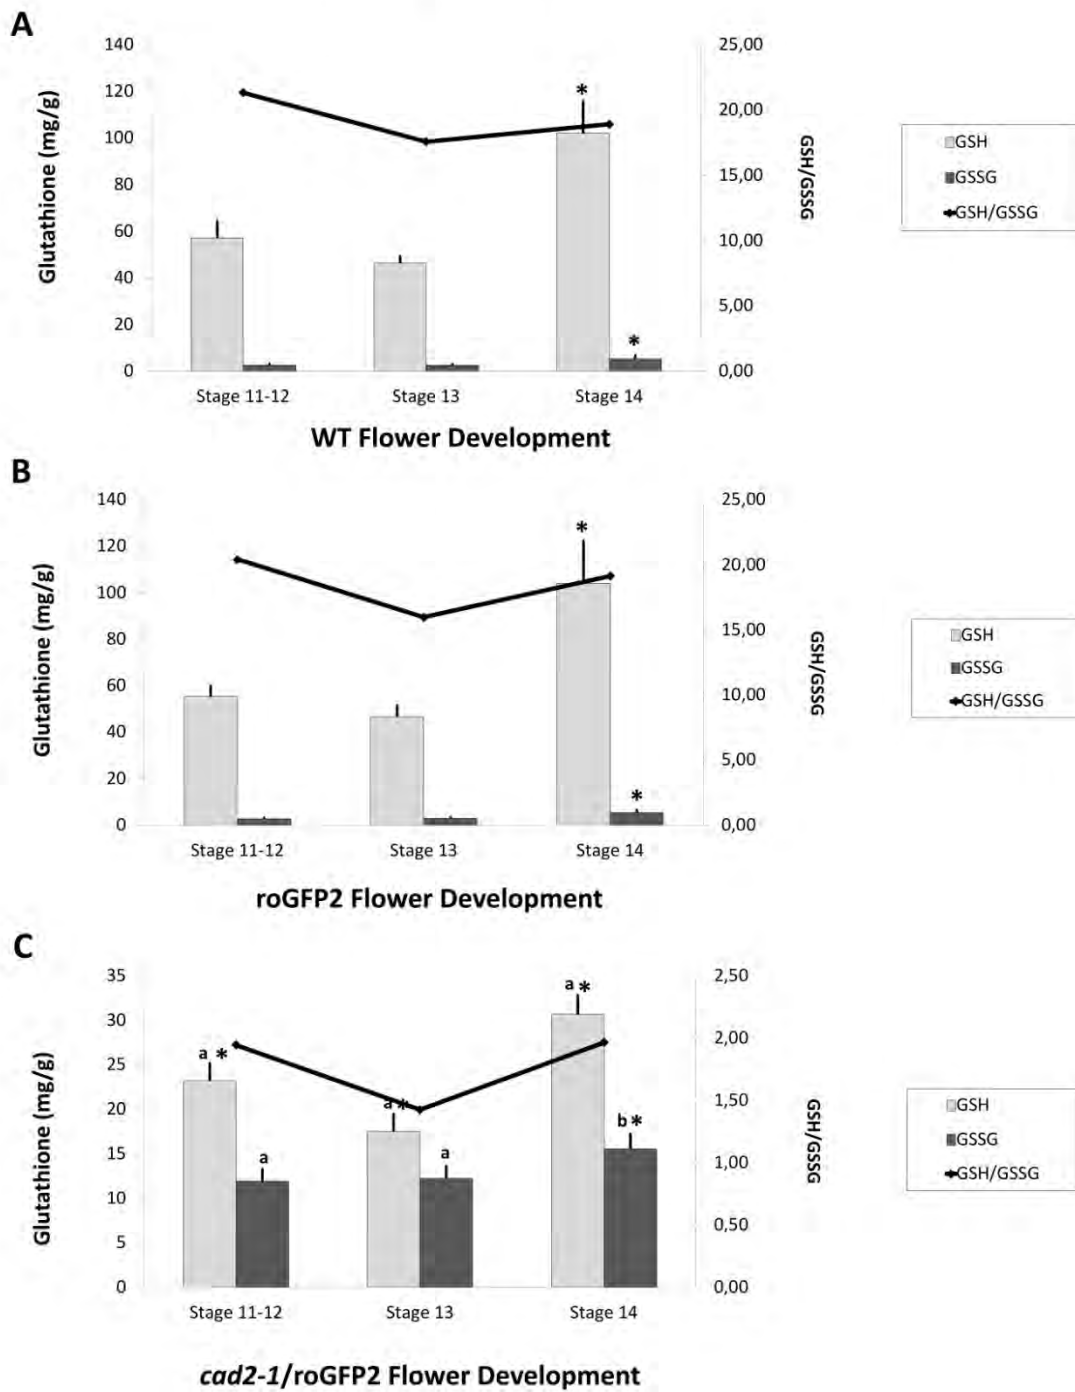 A
140
120
100
80
60
40
20
0
Glutathione (mg/g)
25,00
20,00
15,00
10,00
5,00
0,00
GSH/GSSG
*
*
GSH
GSSG
GSH/GSSG
Stage 11-12 Stage 13 Stage 14
WT Flower Development
B
140
120
100
80
60
40
20
0
Glutathione (mg/g)
25,00
20,00
15,00
10,00
5,00
0,00
GSH/GSSG
*
*
GSH
GSSG
GSH/GSSG
Stage 11-12 Stage 13 Stage 14
roGFP2 Flower Development
C
35
30
25
20
15
10
5
0
Glutathione (mg/g)
2,50
2,00
1,50
1,00
0,50
0,00
GSH/GSSG
a *
a
a *
a
a *
b *
GSH
GSSG
GSH/GSSG
Stage 11-12 Stage 13 Stage 14
cad2-1/roGFP2 Flower Development